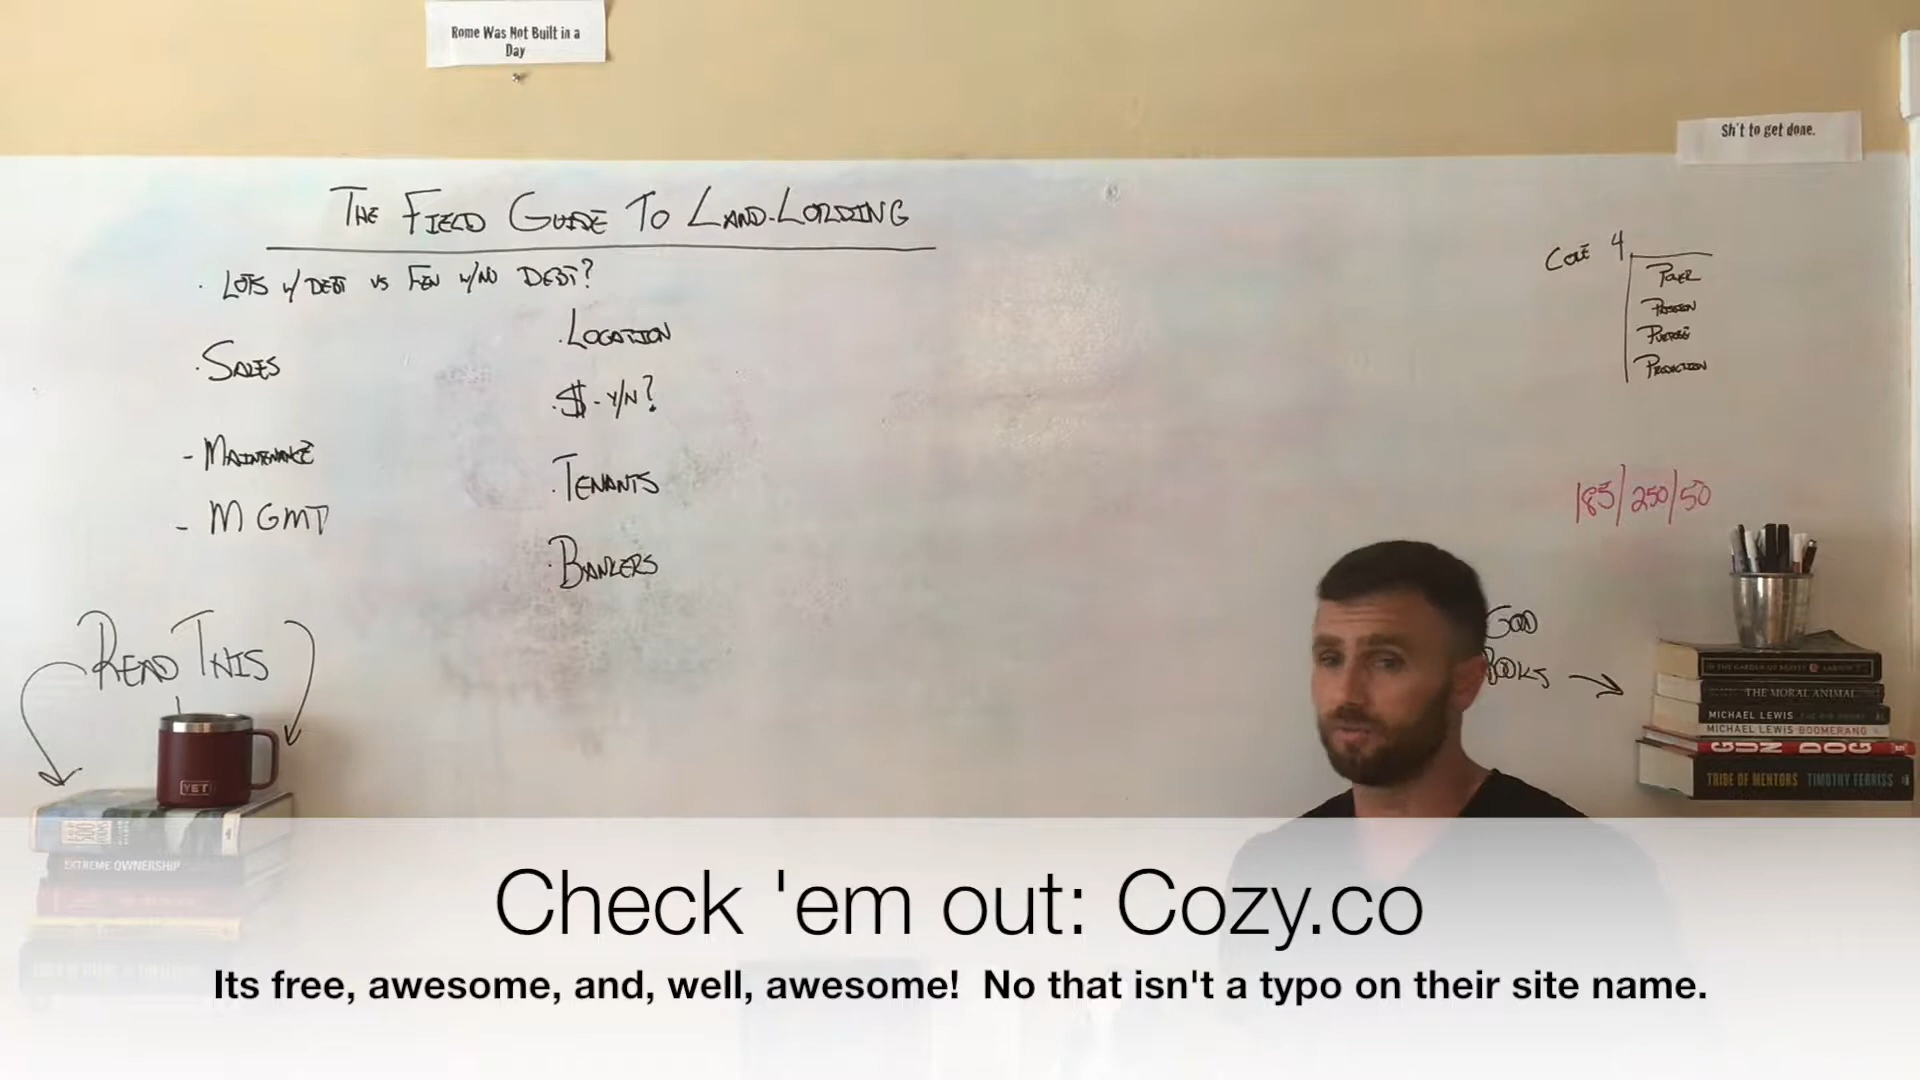 Rome Was Not Built in a
Day
Sh't to get done.
THE FIELD GUIDE TO LAND-LORDING
· LOTS w/ DEBT vs FEW w/NO DEBT?
· SALES
- MAINTENANCE
- MGMT
· LOCATION
· $ - Y/N?
· TENANTS
· BANKERS
CORE 4
POWER
PASSION
PURPOSE
PRODUCTION
185/250/50
READ THIS
GOOD
BOOKS
YETI
EXTREME OWNERSHIP
THE MORAL ANIMAL
MICHAEL LEWIS
MICHAEL LEWIS BOOMERANG
GUN DOG
TRIBE OF MENTORS TIMOTHY FERRISS
Check 'em out: Cozy.co
Its free, awesome, and, well, awesome! No that isn't a typo on their site name.